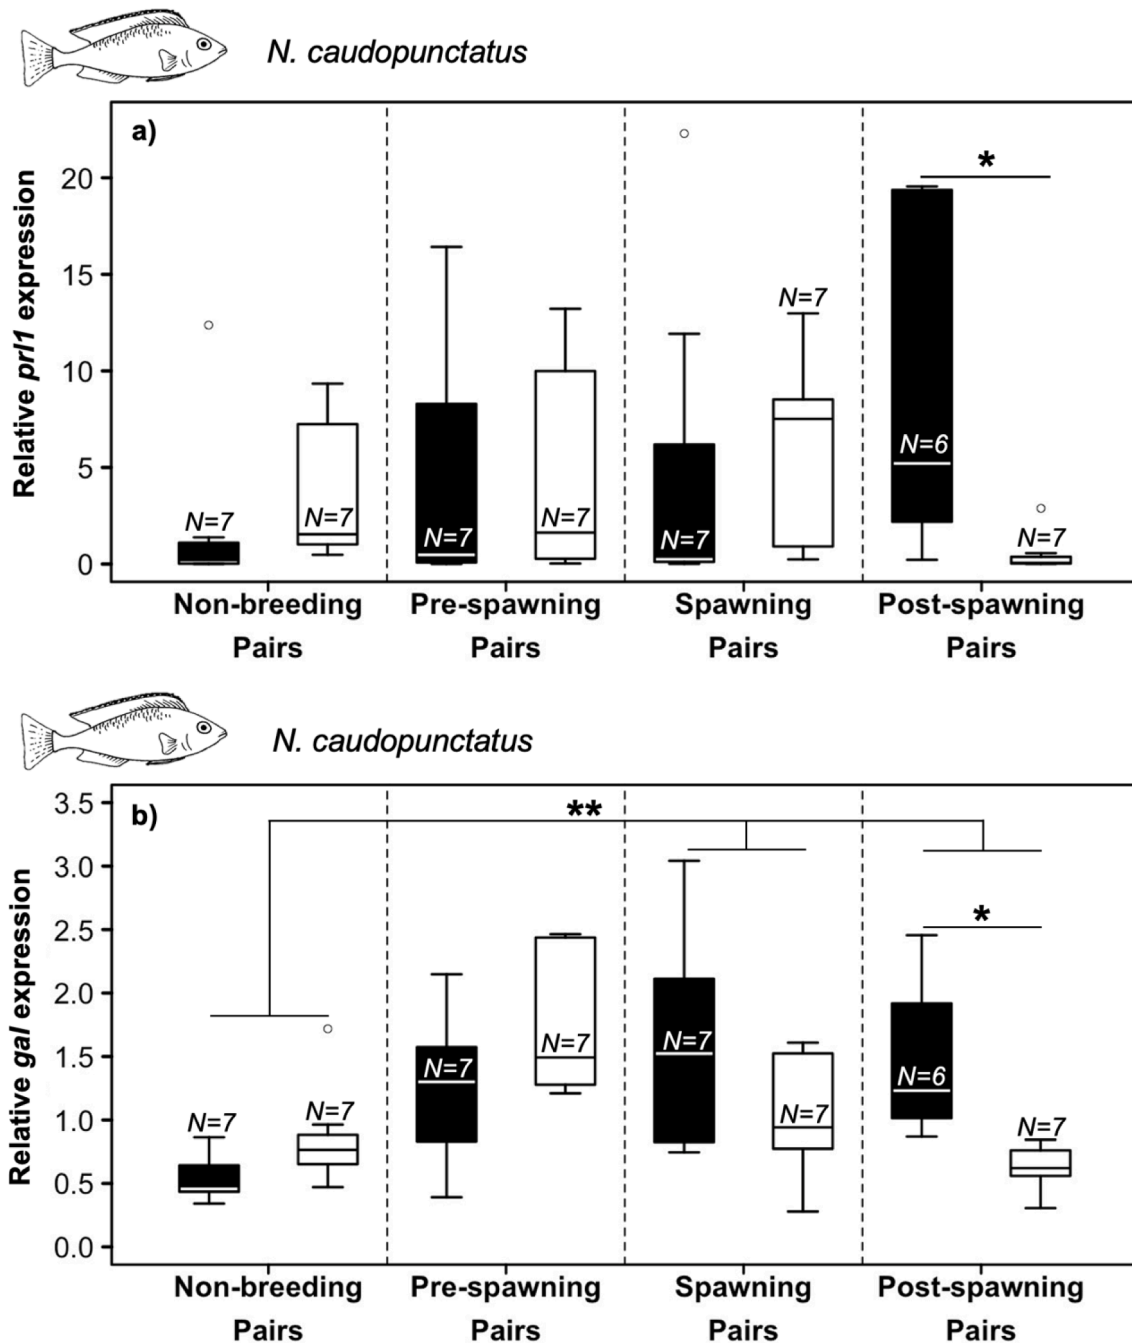 N. caudopunctatus
a)
Relative prl1 expression
20
15
10
5
0
*
N=7
N=7
N=7
N=7
N=7
N=7
N=6
N=7
Non-breeding Pairs
Pre-spawning Pairs
Spawning Pairs
Post-spawning Pairs
N. caudopunctatus
b)
Relative gal expression
3.5
3.0
2.5
2.0
1.5
1.0
0.5
0.0
**
*
N=7
N=7
N=7
N=7
N=7
N=7
N=6
N=7
Non-breeding Pairs
Pre-spawning Pairs
Spawning Pairs
Post-spawning Pairs